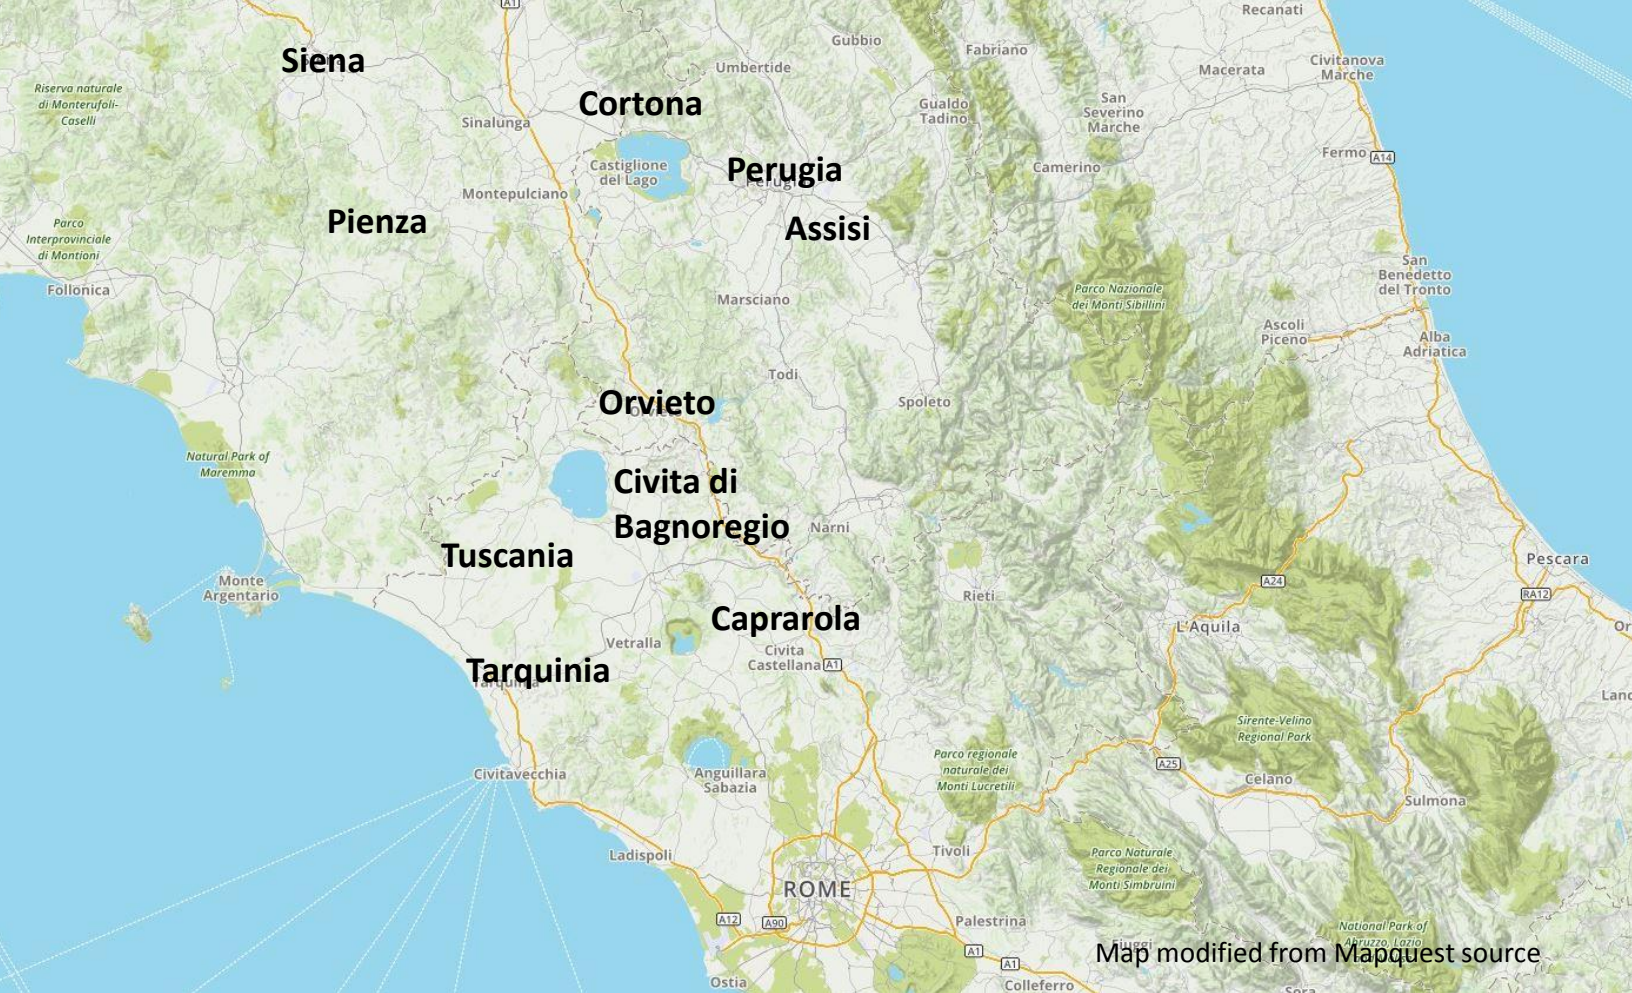 A1
Recanati
Gubbio
Fabriano
Siena
Umbertide
Macerata
Civitanova
Marche
Riserva naturale
di Monterufoli-
Caselli
Cortona
Gualdo
Tadino
San
Severino
Marche
Sinalunga
Castiglione
del Lago
Perugia
Camerino
Fermo
A14
Montepulciano
Pienza
Assisi
Parco
Interprovinciale
di Montioni
Follonica
Marsciano
Parco Nazionale
dei Monti Sibillini
San
Benedetto
del Tronto
Ascoli
Piceno
Alba
Adriatica
Todi
Orvieto
Spoleto
Natural Park of
Maremma
Civita di
Bagnoregio
Narni
Tuscania
Pescara
Monte
Argentario
A24
RA12
Rieti
Caprarola
L'Aquila
Or
Vetralla
Civita
Castellana
A1
Tarquinia
Lanc
Sirente-Velino
Regional Park
Parco regionale
naturale dei
Monti Lucretili
A25
Civitavecchia
Anguillara
Sabazia
Celano
Sulmona
Ladispoli
Tivoli
Parco Naturale
Regionale dei
Monti Simbruini
ROME
A12
A90
Palestrina
National Park of
A1
A1
Map modified from Mapquest source
Ostia
Colleferro
Sora